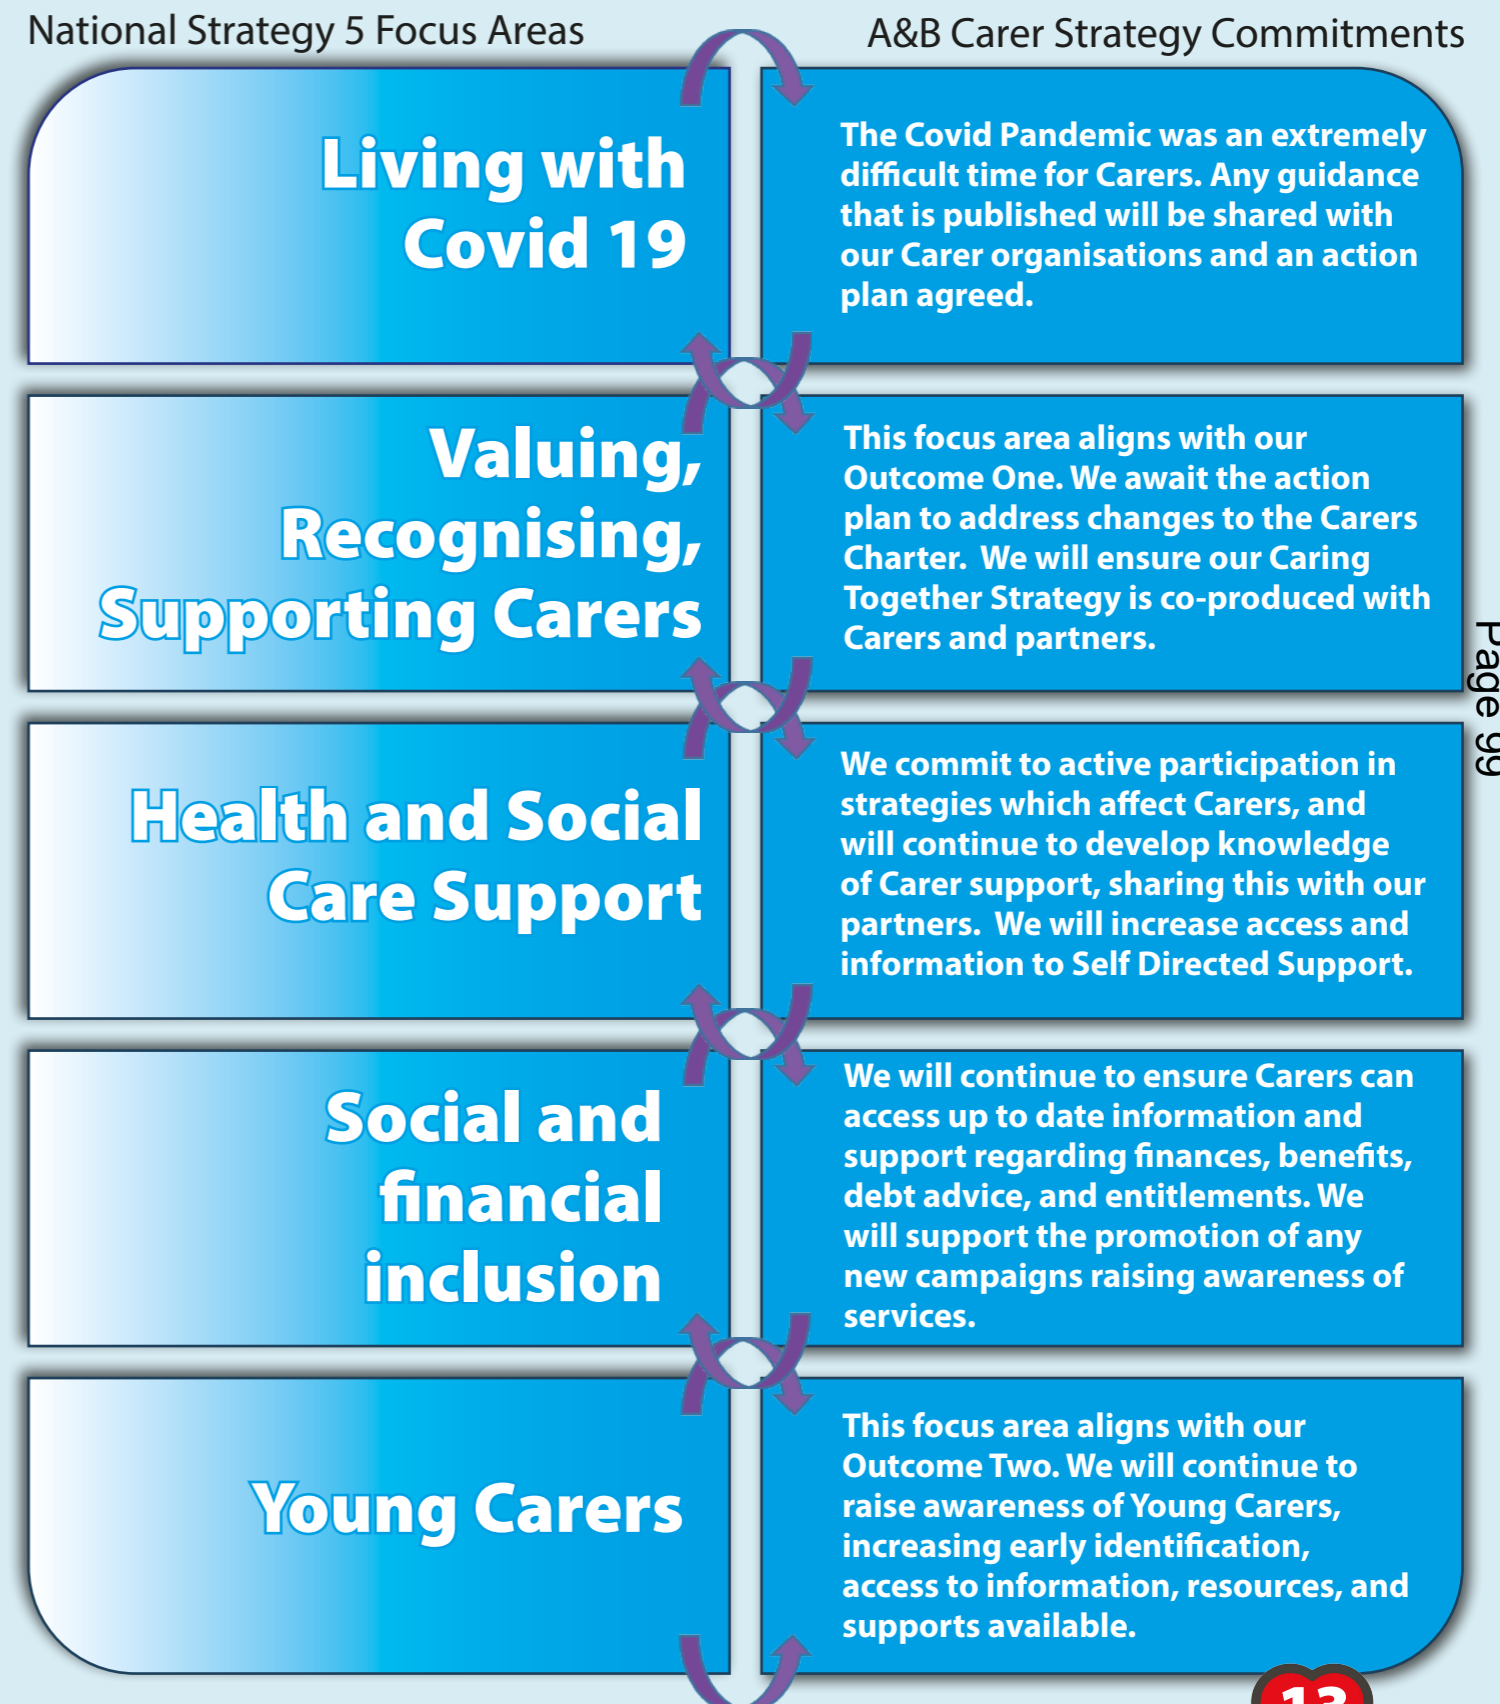 National Strategy 5 Focus Areas
A&B Carer Strategy Commitments
Living with
Covid 19
The Covid Pandemic was an extremely
difficult time for Carers. Any guidance
that is published will be shared with
our Carer organisations and an action
plan agreed.
Valuing,
Recognising,
Supporting Carers
This focus area aligns with our
Outcome One. We await the action
plan to address changes to the Carers
Charter.  We will ensure our Caring
Together Strategy is co-produced with
Carers and partners.
Health and Social
Care Support
We commit to active participation in
strategies which affect Carers, and
will continue to develop knowledge
of Carer support, sharing this with our
partners.  We will increase access and
information to Self Directed Support.
Social and
financial
inclusion
We will continue to ensure Carers can
access up to date information and
support regarding finances, benefits,
debt advice, and entitlements. We
will support the promotion of any
new campaigns raising awareness of
services.
Young Carers
This focus area aligns with our
Outcome Two. We will continue to
raise awareness of Young Carers,
increasing early identification,
access to information, resources, and
supports available.
Page 99
13